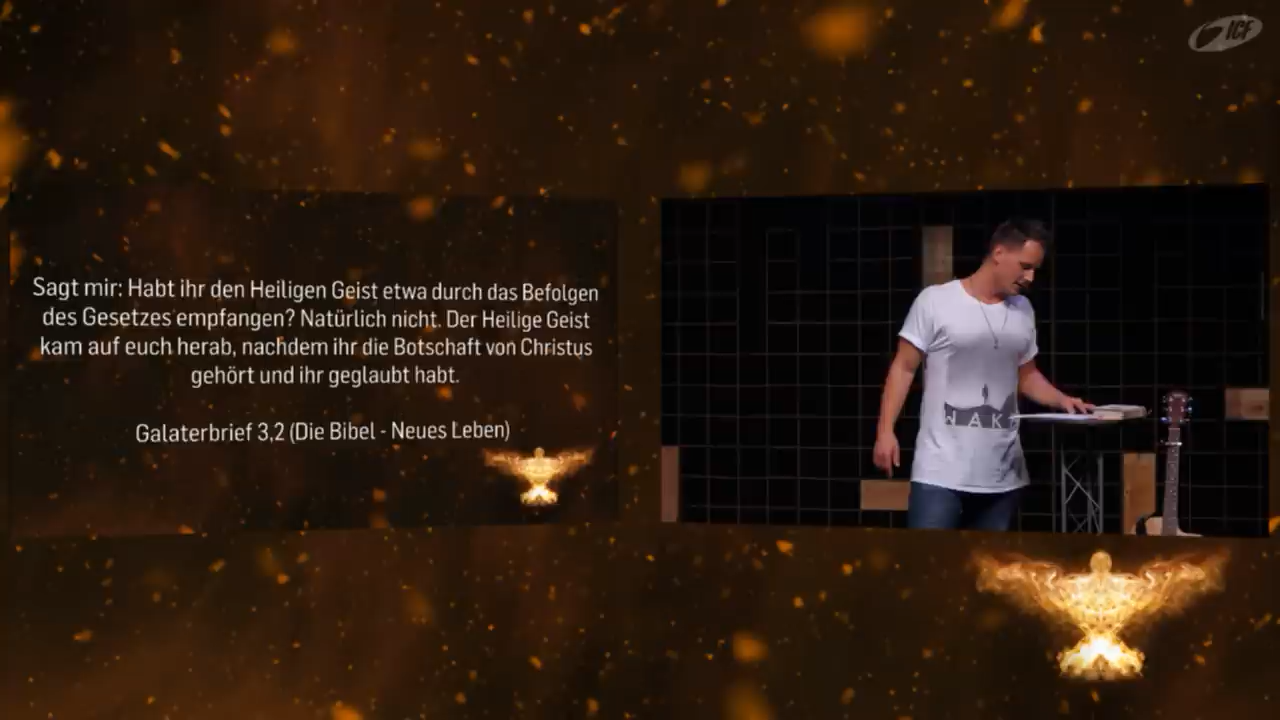 ICF
Sagt mir: Habt ihr den Heiligen Geist etwa durch das Befolgen
des Gesetzes empfangen? Natürlich nicht. Der Heilige Geist
kam auf euch herab, nachdem ihr die Botschaft von Christus
gehört und ihr geglaubt habt.
Galaterbrief 3,2 (Die Bibel - Neues Leben)